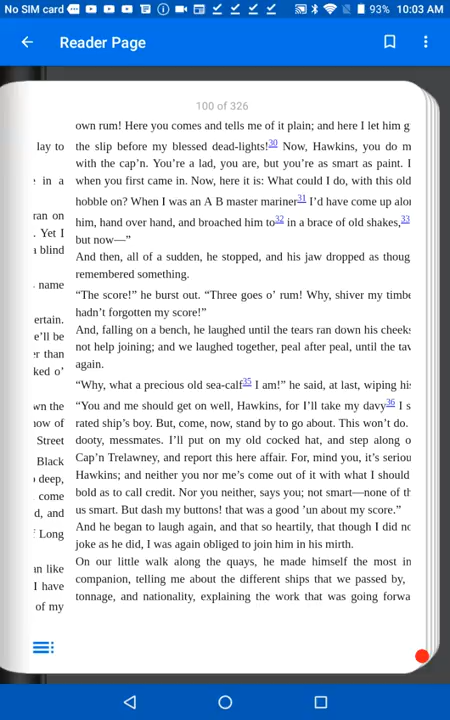 No SIM card
93%
10:03 AM
Reader Page
100 of 326
own rum! Here you comes and tells me of it plain; and here I let him g
lay to
the slip before my blessed dead-lights!30 Now, Hawkins, you do m
with the cap’n. You’re a lad, you are, but you’re as smart as paint. I
in a
when you first came in. Now, here it is: What could I do, with this old
hobble on? When I was an A B master mariner31 I’d have come up alo
ran on
him, hand over hand, and broached him to32 in a brace of old shakes,33
. Yet I
but now—”
a blind
And then, all of a sudden, he stopped, and his jaw dropped as thoug
remembered something.
name
“The score!” he burst out. “Three goes o’ rum! Why, shiver my timbe
hadn’t forgotten my score!”
ertain.
And, falling on a bench, he laughed until the tears ran down his cheeks
e’ll be
not help joining; and we laughed together, peal after peal, until the tav
er than
again.
ked o’
“Why, what a precious old sea-calf35 I am!” he said, at last, wiping his
“You and me should get on well, Hawkins, for I’ll take my davy36 I s
wn the
rated ship’s boy. But, come, now, stand by to go about. This won’t do.
now of
dooty, messmates. I’ll put on my old cocked hat, and step along o
Street
Cap’n Trelawney, and report this here affair. For, mind you, it’s seriou
Black
Hawkins; and neither you nor me’s come out of it with what I should
deep,
bold as to call credit. Nor you neither, says you; not smart—none of th
come
us smart. But dash my buttons! that was a good ’un about my score.”
d, and
And he began to laugh again, and that so heartily, that though I did no
Long
joke as he did, I was again obliged to join him in his mirth.
On our little walk along the quays, he made himself the most in
an like
companion, telling me about the different ships that we passed by,
I have
tonnage, and nationality, explaining the work that was going forwa
of my